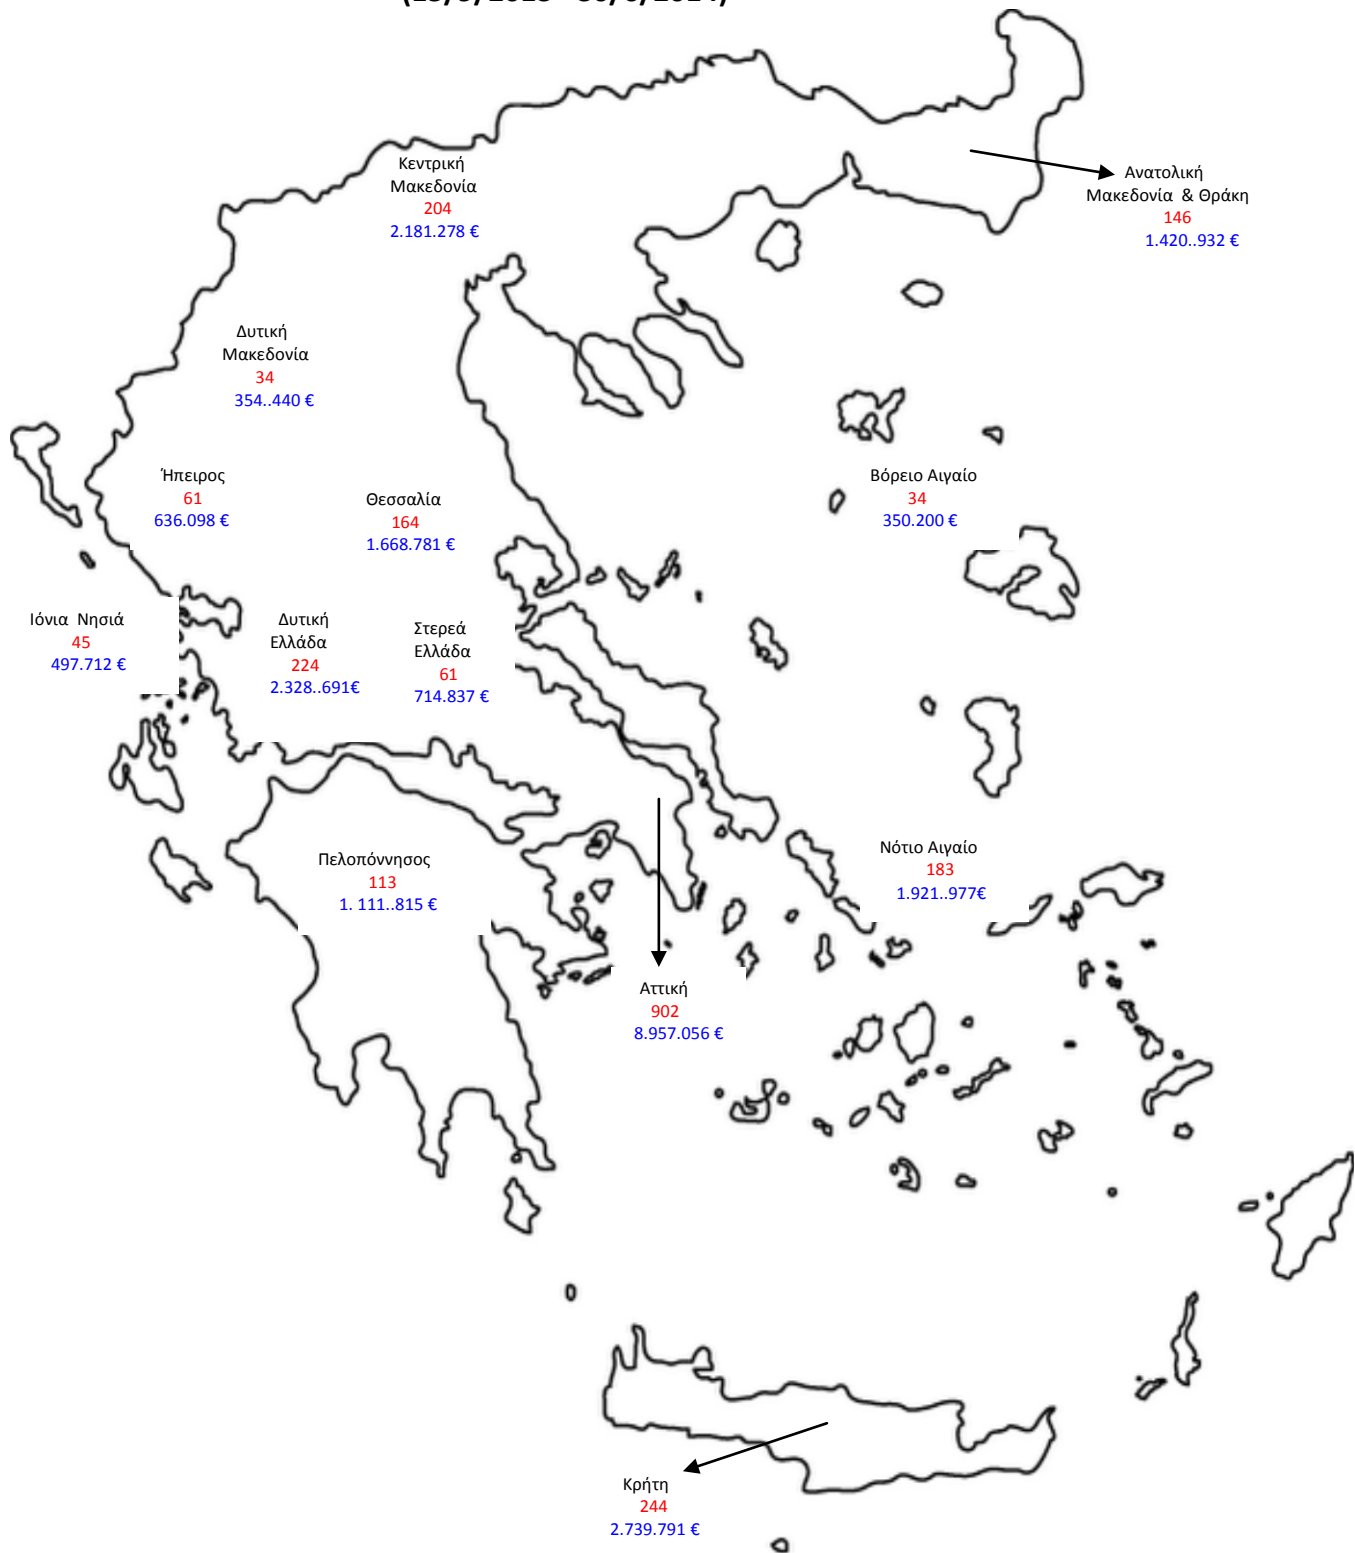 Κεντρική
Μακεδονία
204
2.181.278 €
Ανατολική
Μακεδονία & Θράκη
146
1.420..932 €
Δυτική
Μακεδονία
34
354..440 €
Ήπειρος
61
636.098 €
Θεσσαλία
164
1.668.781 €
Βόρειο Αιγαίο
34
350.200 €
Ιόνια Νησιά
45
497.712 €
Δυτική
Ελλάδα
224
2.328..691€
Στερεά
Ελλάδα
61
714.837 €
Πελοπόννησος
113
1. 111..815 €
Νότιο Αιγαίο
183
1.921..977€
Αττική
902
8.957.056 €
Κρήτη
244
2.739.791 €